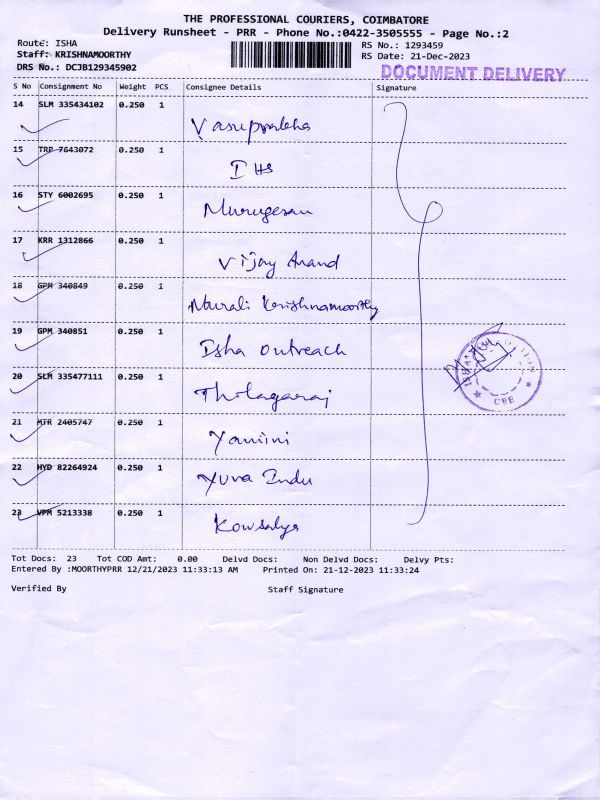 THE PROFESSIONAL COURIERS, COIMBATORE
Delivery Runsheet - PRR - Phone No.:0422-3505555 - Page No.:2
Route: ISHA
RS No.: 1293459
Staff: KRISHNAMOORTHY
RS Date: 21-Dec-2023
DRS No.: DCJB129345902
DOCUMENT DELIVERY
S No Consignment No Weight PCS Consignee Details Signature
14 SLM 335434102 0.250 1
Vasuprabha
15 TRP 7643072 0.250 1
IHS
16 STY 6002695 0.250 1
Murugesan
17 KRR 1312866 0.250 1
Vijay Anand
18 GPM 340849 0.250 1
Murali Krishnamoorthy
19 GPM 340851 0.250 1
Isha Outreach
20 SLM 335477111 0.250 1
Thilagaraj
21 MTR 2405747 0.250 1
Yamini
22 HYD 82264924 0.250 1
Yuva Indu
23 VPM 5213338 0.250 1
Kowsalya
ISHA
CBE
Tot Docs: 23 Tot COD Amt: 0.00 Delvd Docs: Non Delvd Docs: Delvy Pts:
Entered By :MOORTHYPRR 12/21/2023 11:33:13 AM Printed On: 21-12-2023 11:33:24
Verified By Staff Signature